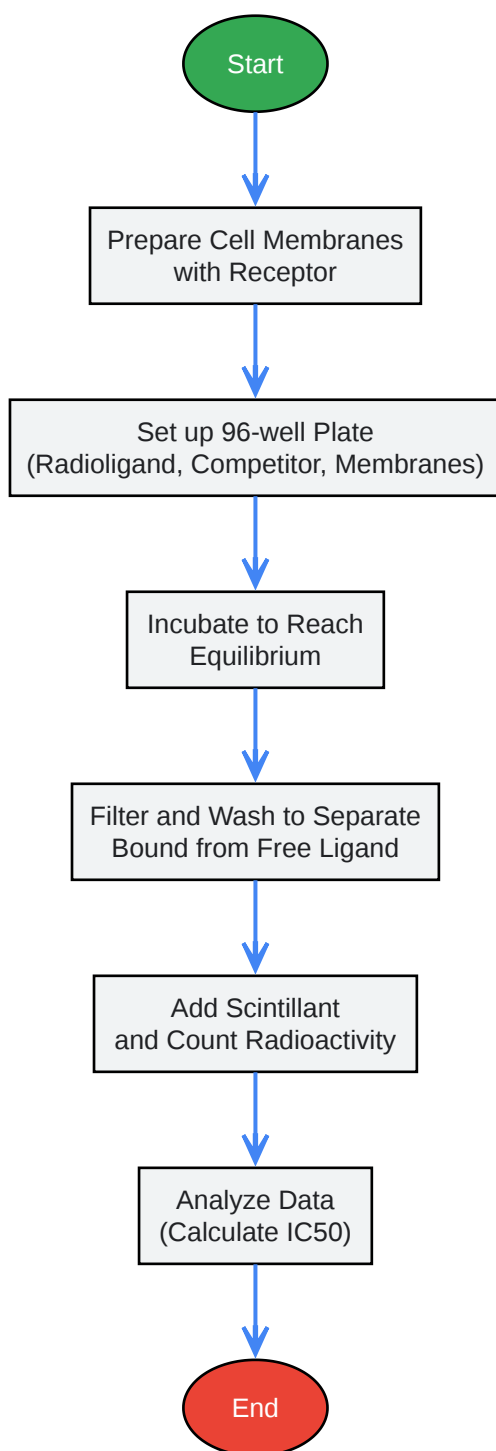 Start
Prepare Cell Membranes
with Receptor
Set up 96-well Plate
(Radioligand, Competitor, Membranes)
Incubate to Reach
Equilibrium
Filter and Wash to Separate
Bound from Free Ligand
Add Scintillant
and Count Radioactivity
Analyze Data
(Calculate IC50)
End